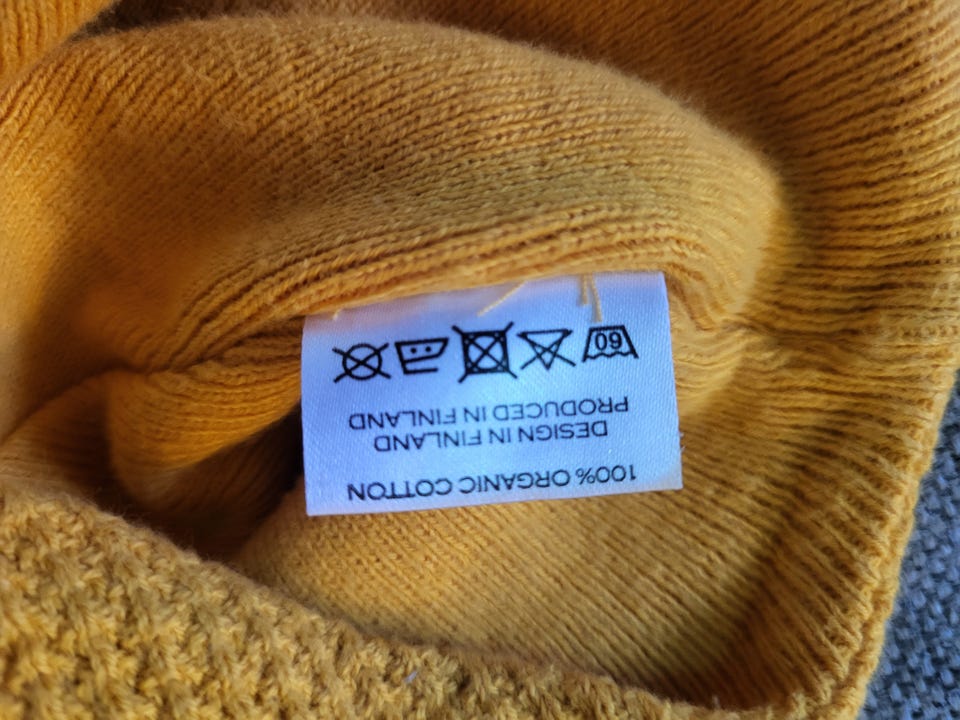 100% ORGANIC COTTON
DESIGN IN FINLAND
PRODUCED IN FINLAND
60